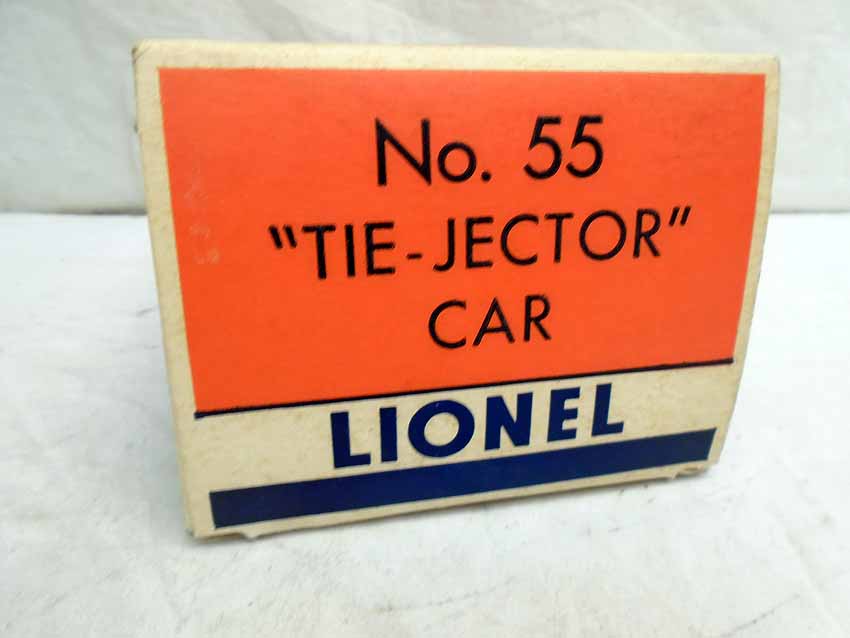 No. 55
"TIE-JECTOR"
CAR
LIONEL